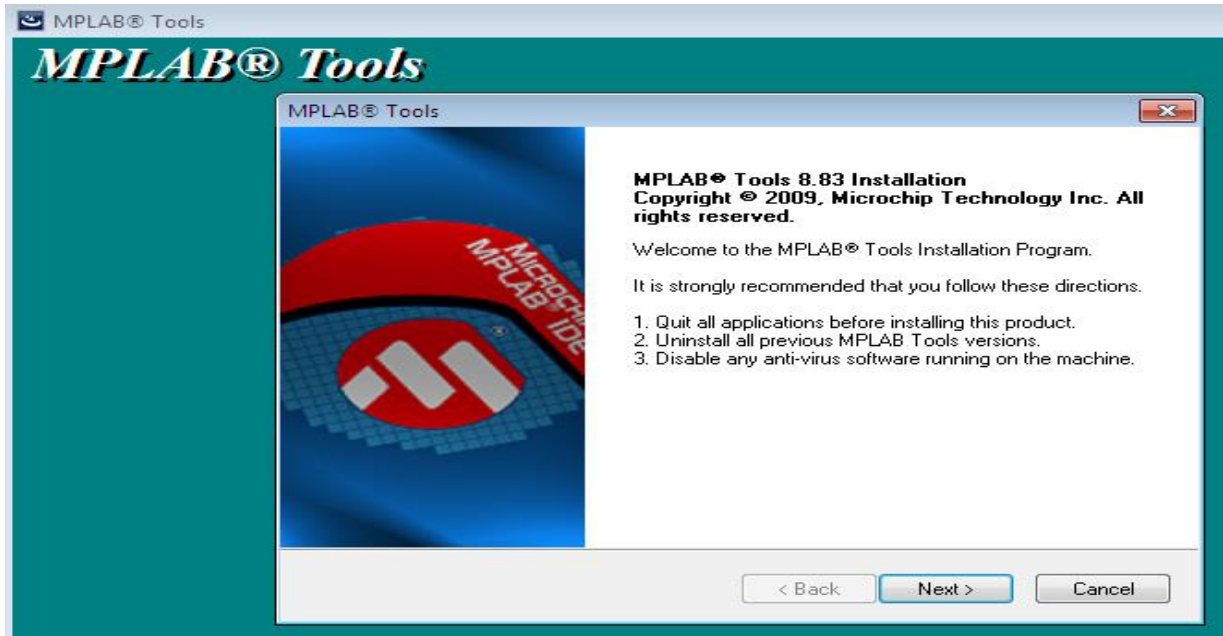 MPLAB® Tools
MPLAB® Tools
MPLAB® Tools
MICROCHIP
MPLAB® IDE
MPLAB® Tools 8.83 Installation
Copyright © 2009, Microchip Technology Inc. All
rights reserved.
Welcome to the MPLAB® Tools Installation Program.
It is strongly recommended that you follow these directions.
1. Quit all applications before installing this product.
2. Uninstall all previous MPLAB Tools versions.
3. Disable any anti-virus software running on the machine.
< Back Next > Cancel